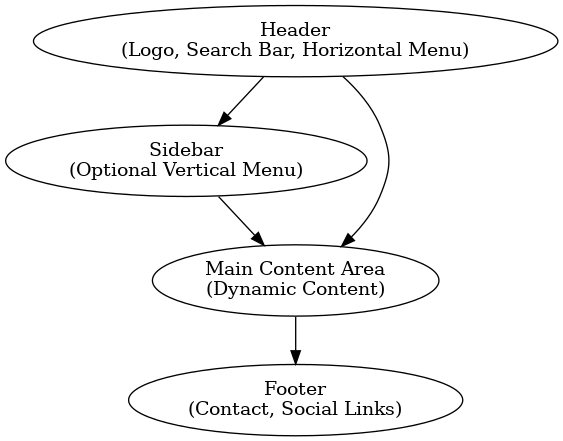 Header
(Logo, Search Bar, Horizontal Menu)
Sidebar
(Optional Vertical Menu)
Main Content Area
(Dynamic Content)
Footer
(Contact, Social Links)